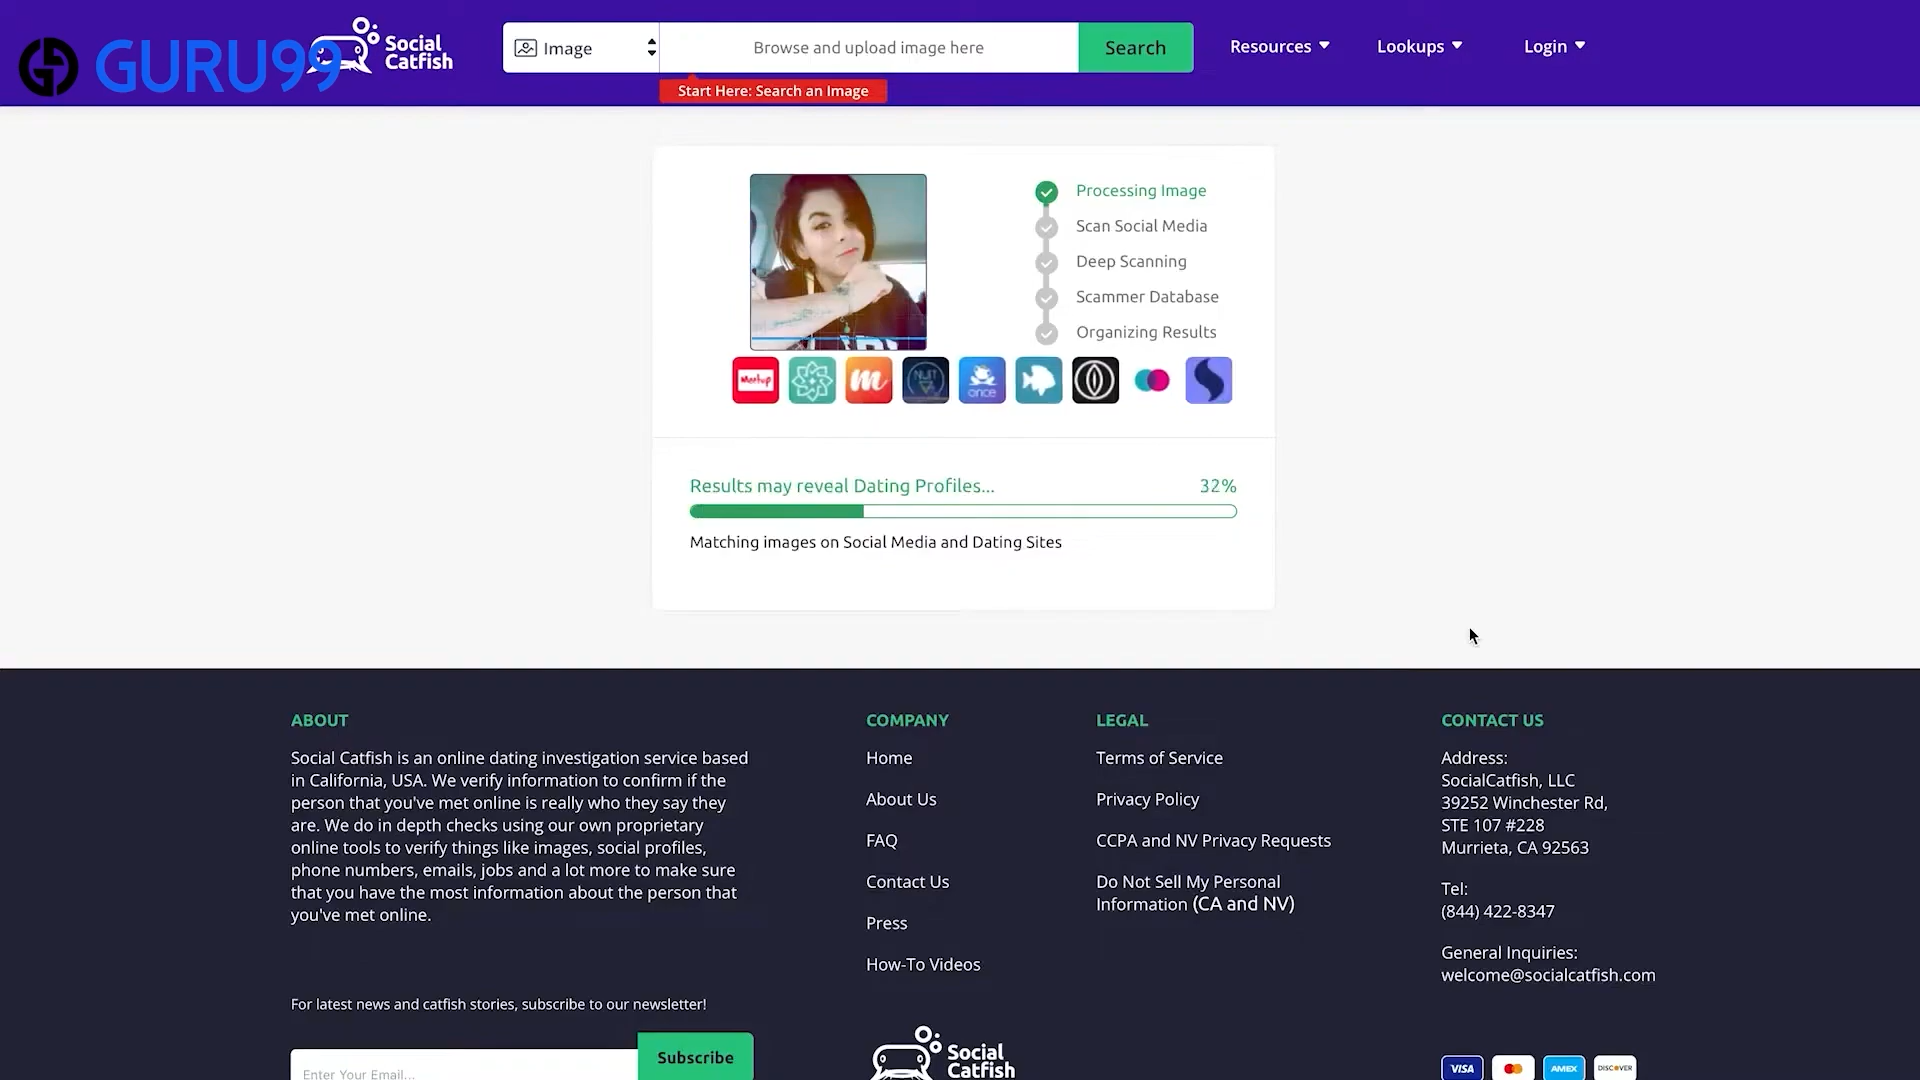 GURU99
Social
Catfish
Image
Browse and upload image here
Search
Resources
Lookups
Login
Start Here: Search an Image
Processing Image
Scan Social Media
Deep Scanning
Scammer Database
Organizing Results
Meetup
m
NUIT
once
Results may reveal Dating Profiles...
32%
Matching images on Social Media and Dating Sites
ABOUT
Social Catfish is an online dating investigation service based
in California, USA. We verify information to confirm if the
person that you've met online is really who they say they
are. We do in depth checks using our own proprietary
online tools to verify things like images, social profiles,
phone numbers, emails, jobs and a lot more to make sure
that you have the most information about the person that
you've met online.
For latest news and catfish stories, subscribe to our newsletter!
Enter Your Email...
Subscribe
COMPANY
Home
About Us
FAQ
Contact Us
Press
How-To Videos
Social
Catfish
LEGAL
Terms of Service
Privacy Policy
CCPA and NV Privacy Requests
Do Not Sell My Personal
Information (CA and NV)
CONTACT US
Address:
SocialCatfish, LLC
39252 Winchester Rd,
STE 107 #228
Murrieta, CA 92563
Tel:
(844) 422-8347
General Inquiries:
welcome@socialcatfish.com
VISA
AMEX
DISCOVER